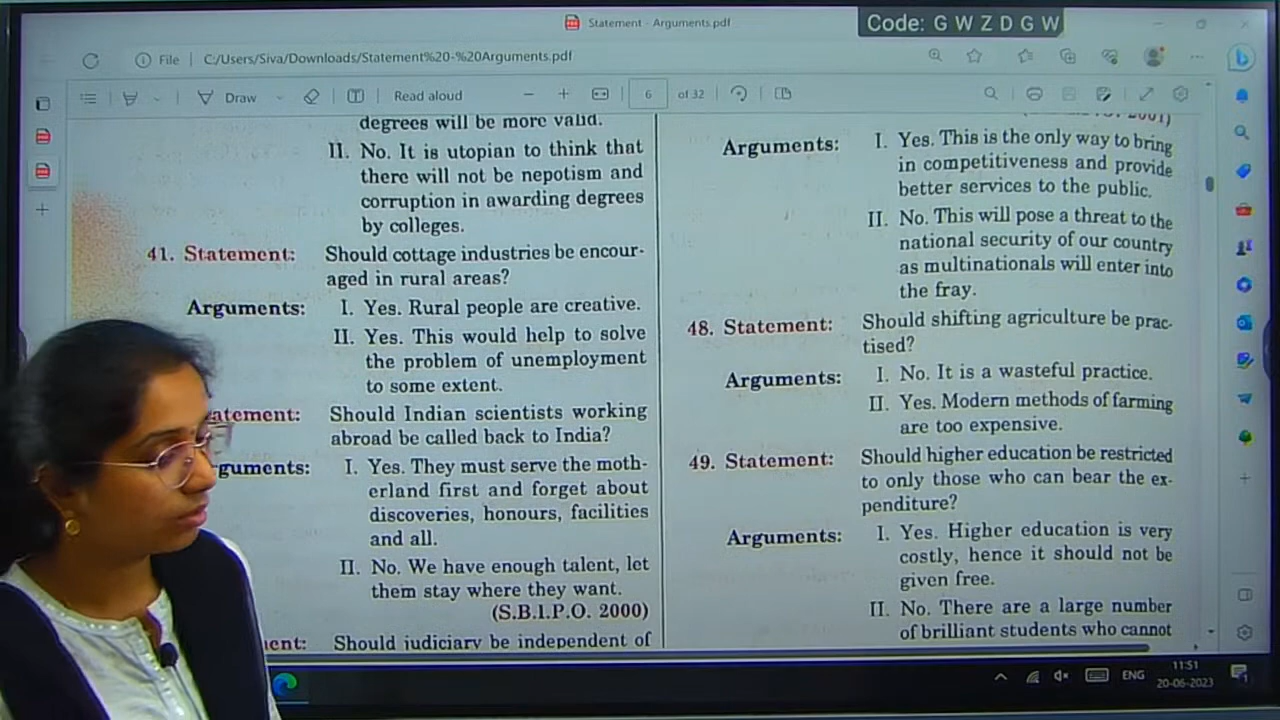 Statement - Arguments.pdf
Code: G W Z D G W
File
C:/Users/Siva/Downloads/Statement%20-%20Arguments.pdf
Draw
Read aloud
6
of 32
degrees will be more valid.
II. No. It is utopian to think that
there will not be nepotism and
corruption in awarding degrees
by colleges.
41. Statement: Should cottage industries be encour-
aged in rural areas?
Arguments: I. Yes. Rural people are creative.
II. Yes. This would help to solve
the problem of unemployment
to some extent.
atement: Should Indian scientists working
abroad be called back to India?
guments: I. Yes. They must serve the moth-
erland first and forget about
discoveries, honours, facilities
and all.
II. No. We have enough talent, let
them stay where they want.
(S.B.I.P.O. 2000)
ent: Should judiciary be independent of
2001)
Arguments: I. Yes. This is the only way to bring
in competitiveness and provide
better services to the public.
II. No. This will pose a threat to the
national security of our country
as multinationals will enter into
the fray.
48. Statement: Should shifting agriculture be prac-
tised?
Arguments: I. No. It is a wasteful practice.
II. Yes. Modern methods of farming
are too expensive.
49. Statement: Should higher education be restricted
to only those who can bear the ex-
penditure?
Arguments: I. Yes. Higher education is very
costly, hence it should not be
given free.
II. No. There are a large number
of brilliant students who cannot
ENG
11:51
20-06-2023